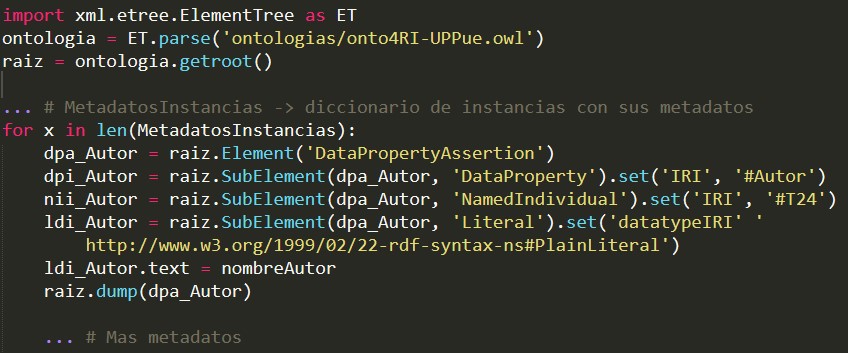 import xml.etree.ElementTree as ET
ontologia = ET.parse('ontologias/onto4RI-UPPue.owl')
raiz = ontologia.getroot()
... # MetadatosInstancias -> diccionario de instancias con sus metadatos
for x in len(MetadatosInstancias):
    dpa_Autor = raiz.Element('DataPropertyAssertion')
    dpi_Autor = raiz.SubElement(dpa_Autor, 'DataProperty').set('IRI', '#Autor')
    nii_Autor = raiz.SubElement(dpa_Autor, 'NamedIndividual').set('IRI', '#T24')
    ldi_Autor = raiz.SubElement(dpa_Autor, 'Literal').set('datatypeIRI' '
        http://www.w3.org/1999/02/22-rdf-syntax-ns#PlainLiteral')
    ldi_Autor.text = nombreAutor
    raiz.dump(dpa_Autor)
    ... # Mas metadatos